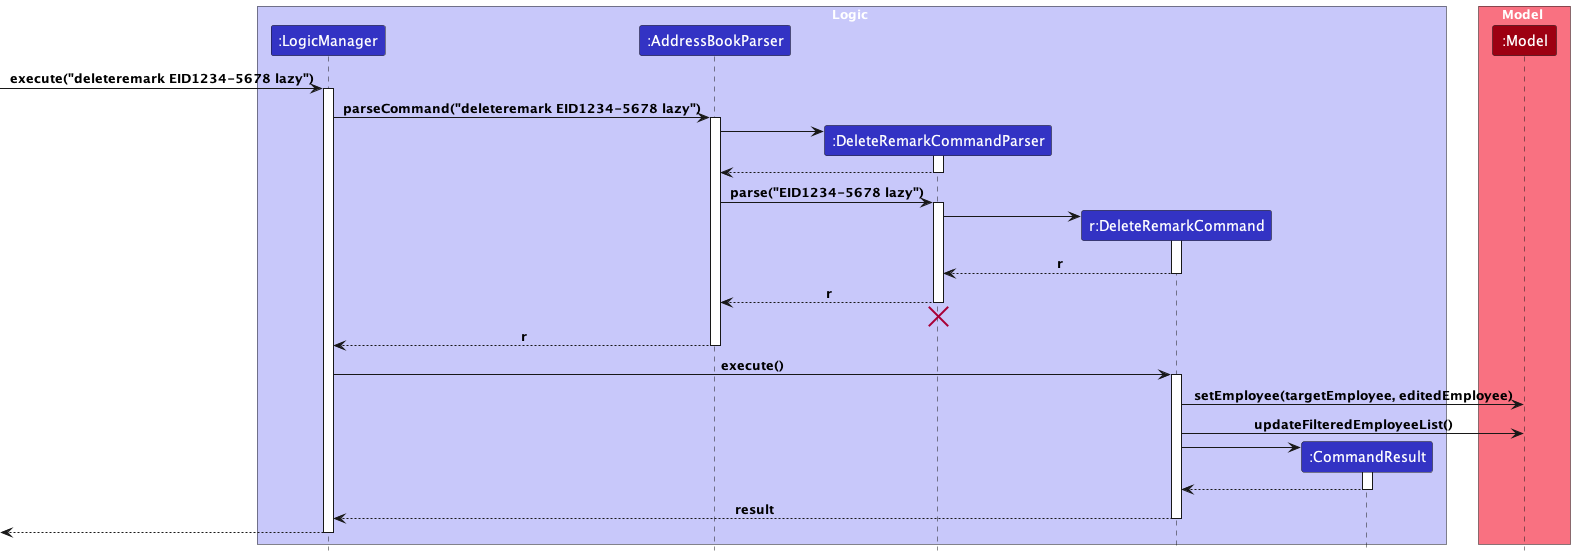 Logic
Model
:LogicManager
:AddressBookParser
:Model
execute("deleteremark EID1234-5678 lazy")
parseCommand("deleteremark EID1234-5678 lazy")
:DeleteRemarkCommandParser
parse("EID1234-5678 lazy")
r:DeleteRemarkCommand
r
r
r
execute()
setEmployee(targetEmployee, editedEmployee)
updateFilteredEmployeeList()
:CommandResult
result